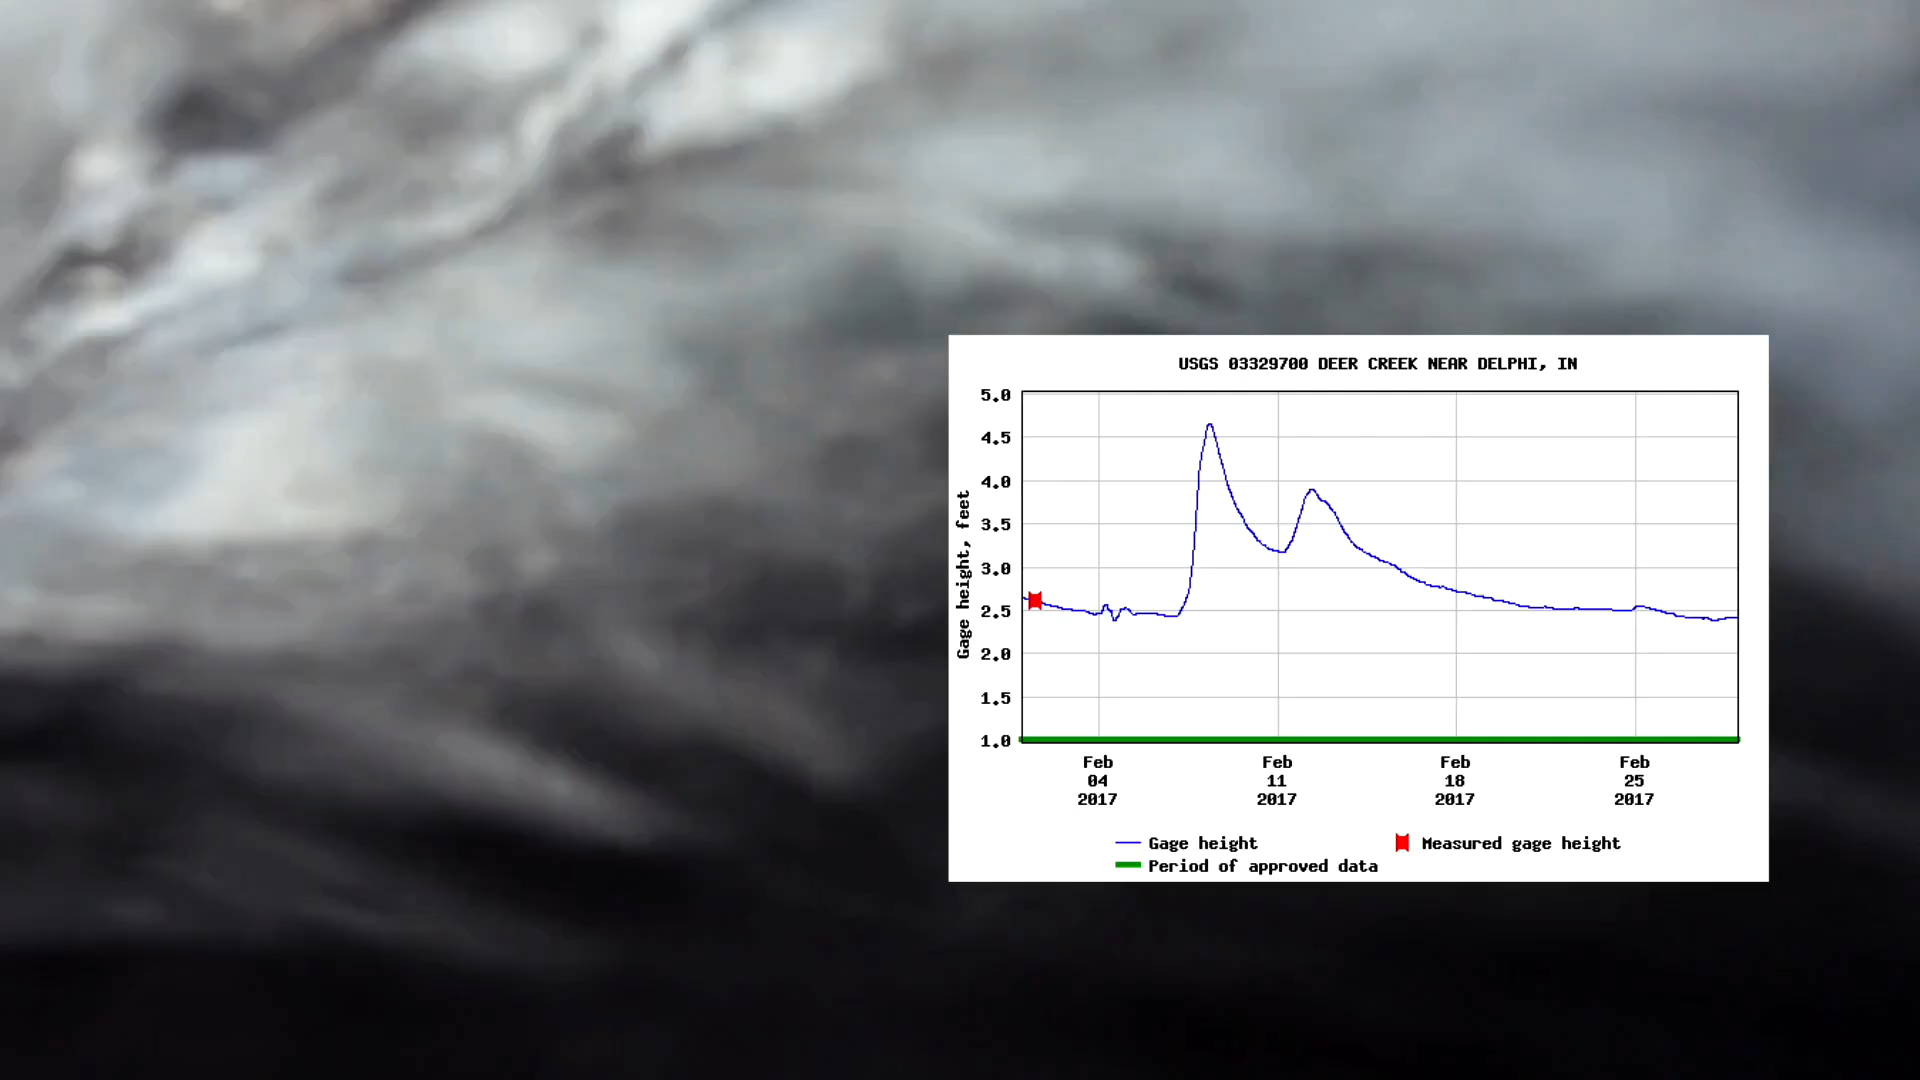 USGS 03329700 DEER CREEK NEAR DELPHI, IN
Gage height, feet
5.0
4.5
4.0
3.5
3.0
2.5
2.0
1.5
1.0
Feb 04 2017
Feb 11 2017
Feb 18 2017
Feb 25 2017
Gage height
Measured gage height
Period of approved data